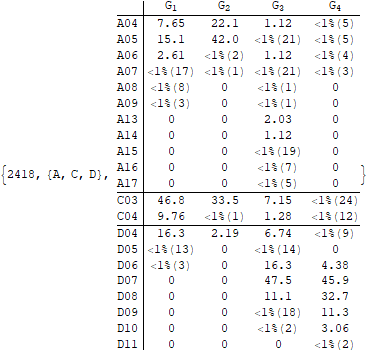 G1 G2 G3 G4
A04 7.65 22.1 1.12 <1%(5)
A05 15.1 42.0 <1%(21) <1%(5)
A06 2.61 <1%(2) 1.12 <1%(4)
A07 <1%(17) <1%(1) <1%(21) <1%(3)
A08 <1%(8) 0 <1%(1) 0
A09 <1%(3) 0 <1%(1) 0
A13 0 0 2.03 0
A14 0 0 1.12 0
A15 0 0 <1%(19) 0
{2418, {A, C, D}, A16 0 0 <1%(7) 0 }
A17 0 0 <1%(5) 0
C03 46.8 33.5 7.15 <1%(24)
C04 9.76 <1%(1) 1.28 <1%(12)
D04 16.3 2.19 6.74 <1%(9)
D05 <1%(13) 0 <1%(14) 0
D06 <1%(3) 0 16.3 4.38
D07 0 0 47.5 45.9
D08 0 0 11.1 32.7
D09 0 0 <1%(18) 11.3
D10 0 0 <1%(2) 3.06
D11 0 0 0 <1%(2)